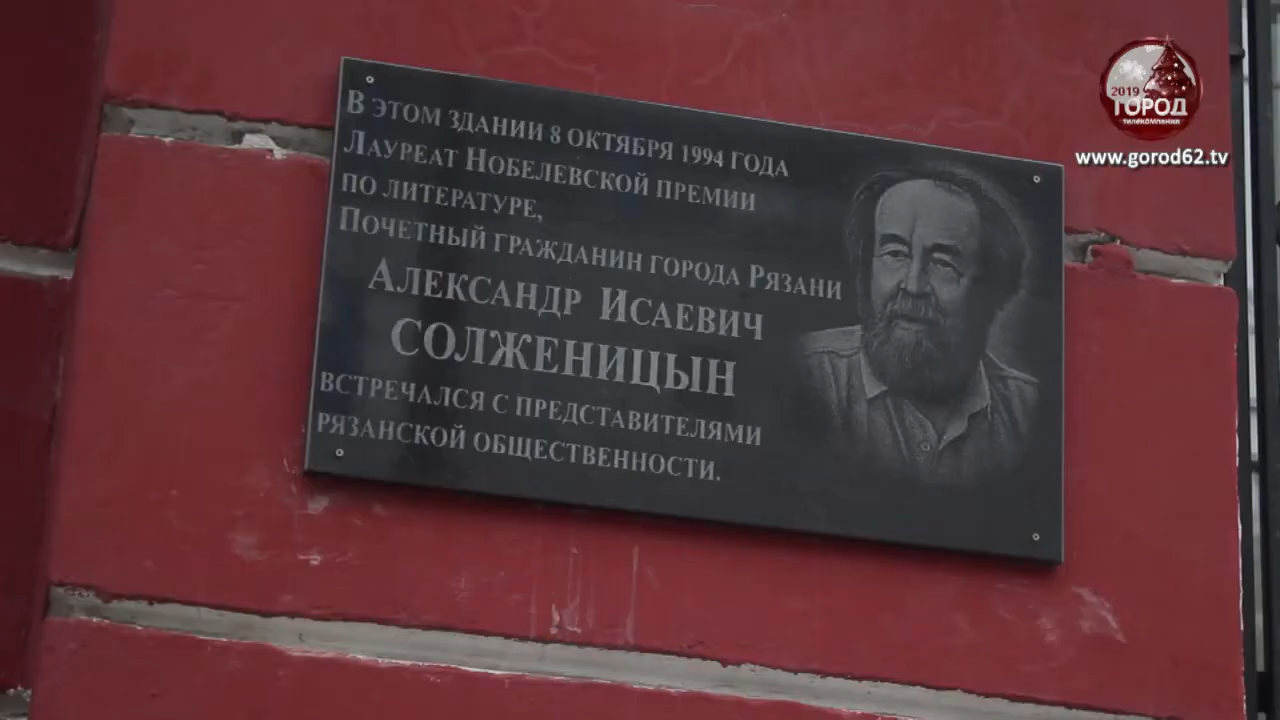 В ЭТОМ ЗДАНИИ 8 ОКТЯБРЯ 1994 ГОДА
ЛАУРЕАТ НОБЕЛЕВСКОЙ ПРЕМИИ
ПО ЛИТЕРАТУРЕ,
ПОЧЕТНЫЙ ГРАЖДАНИН ГОРОДА РЯЗАНИ
АЛЕКСАНДР ИСАЕВИЧ
СОЛЖЕНИЦЫН
ВСТРЕЧАЛСЯ С ПРЕДСТАВИТЕЛЯМИ
РЯЗАНСКОЙ ОБЩЕСТВЕННОСТИ.
2019
ГОРОД
телекомпания
www.gorod62.tv